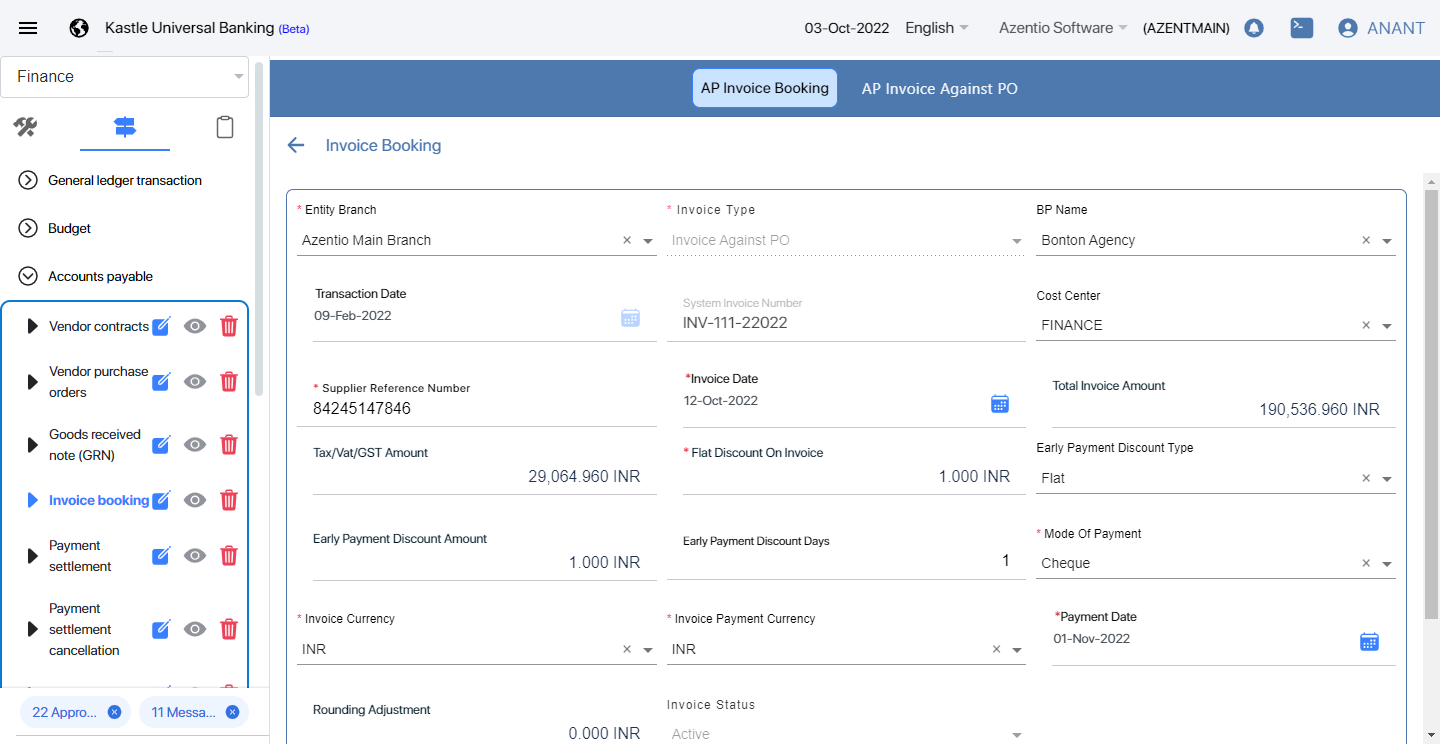 Kastle Universal Banking (Beta)
03-Oct-2022
English
Azentio Software
(AZENTMAIN)
ANANT
Finance
General ledger transaction
Budget
Accounts payable
Vendor contracts
Vendor purchase
orders
Goods received
note (GRN)
Invoice booking
Payment
settlement
Payment
settlement
cancellation
22 Appro...
11 Messa...
AP Invoice Booking
AP Invoice Against PO
Invoice Booking
* Entity Branch
Azentio Main Branch
* Invoice Type
Invoice Against PO
BP Name
Bonton Agency
Transaction Date
09-Feb-2022
System Invoice Number
INV-111-22022
Cost Center
FINANCE
* Supplier Reference Number
84245147846
*Invoice Date
12-Oct-2022
Total Invoice Amount
190,536.960 INR
Tax/Vat/GST Amount
29,064.960 INR
* Flat Discount On Invoice
1.000 INR
Early Payment Discount Type
Flat
Early Payment Discount Amount
1.000 INR
Early Payment Discount Days
1
* Mode Of Payment
Cheque
* Invoice Currency
INR
* Invoice Payment Currency
INR
*Payment Date
01-Nov-2022
Rounding Adjustment
0.000 INR
Invoice Status
Active